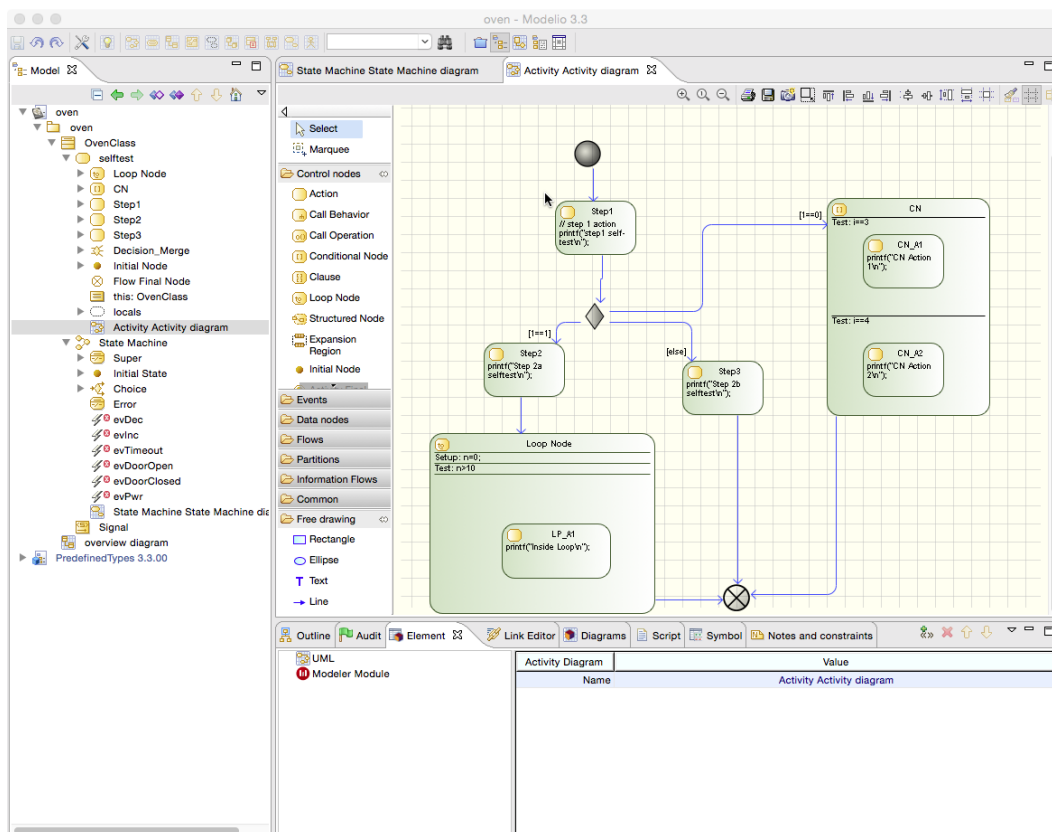 oven - Modelio 3.3
Model
State Machine State Machine diagram
Activity Activity diagram
oven
oven
OvenClass
selftest
Loop Node
CN
Step1
Step2
Step3
Decision_Merge
Initial Node
Flow Final Node
this: OvenClass
locals
Activity Activity diagram
State Machine
Super
Initial State
Choice
Error
evDec
evInc
evTimeout
evDoorOpen
evDoorClosed
evPwr
State Machine State Machine dia
Signal
overview diagram
PredefinedTypes 3.3.00
Select
Marquee
Control nodes
Action
Call Behavior
Call Operation
Conditional Node
Clause
Loop Node
Structured Node
Expansion
Region
Initial Node
Events
Data nodes
Flows
Partitions
Information Flows
Common
Free drawing
Rectangle
Ellipse
Text
Line
Step1
// step 1 action
printf("step1 self-
test\n");
[1==0]
CN
Test: i==3
CN_A1
printf("CN Action
1\n");
Test: i==4
CN_A2
printf("CN Action
2\n");
[1==1]
Step2
printf("Step 2a
selftest\n");
[else]
Step3
printf("Step 2b
selftest\n");
Loop Node
Setup: n=0;
Test: n>10
LP_A1
printf("Inside Loop\n");
Outline
Audit
Element
Link Editor
Diagrams
Script
Symbol
Notes and constraints
UML
Modeler Module
Activity Diagram
Value
Name
Activity Activity diagram